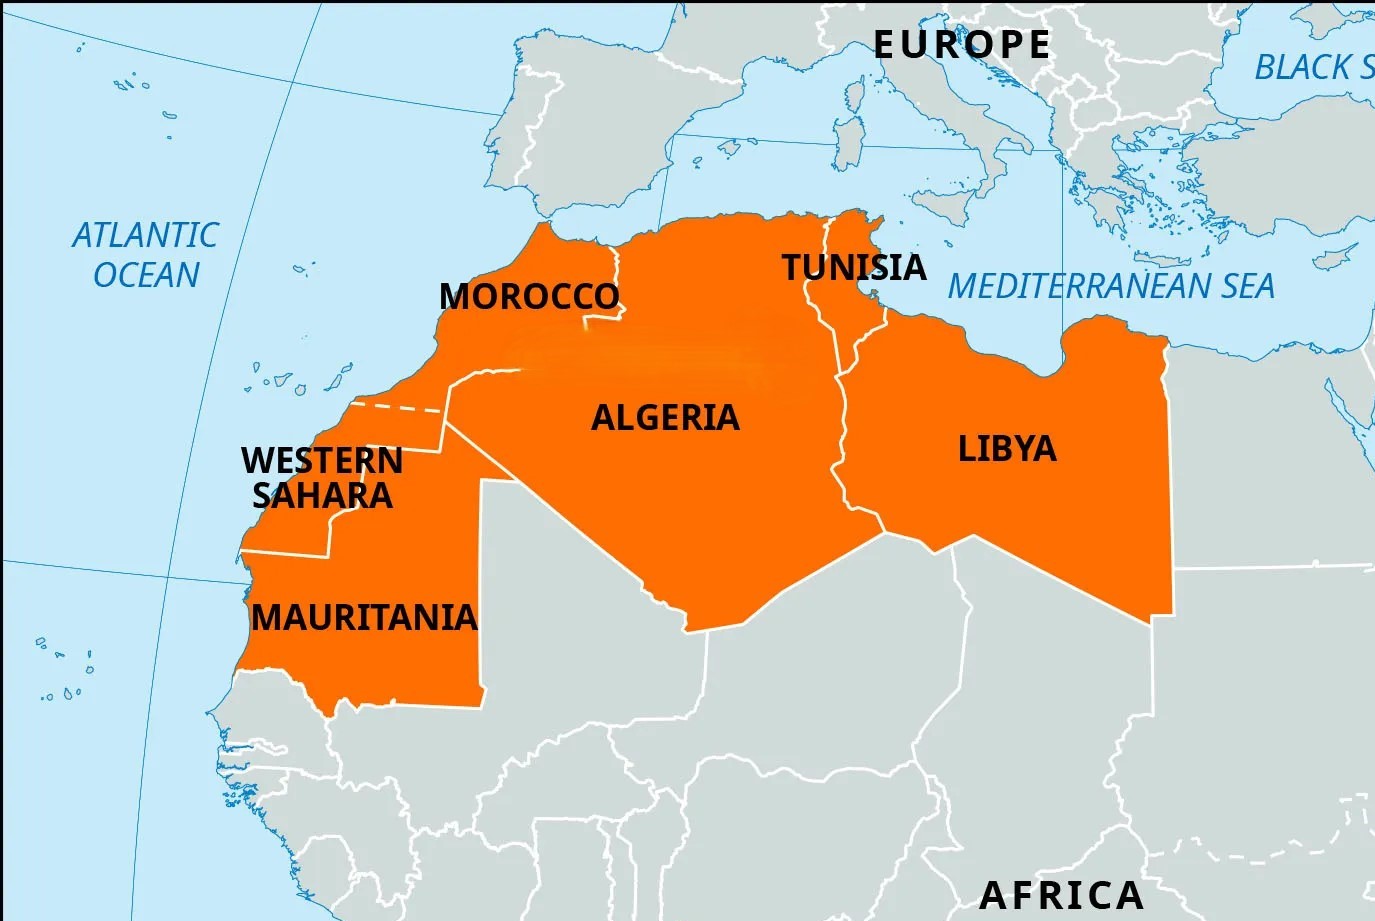 EUROPE
BLACK S
ATLANTIC
OCEAN
TUNISIA
MEDITERRANEAN SEA
MOROCCO
ALGERIA
LIBYA
WESTERN
SAHARA
MAURITANIA
AFRICA